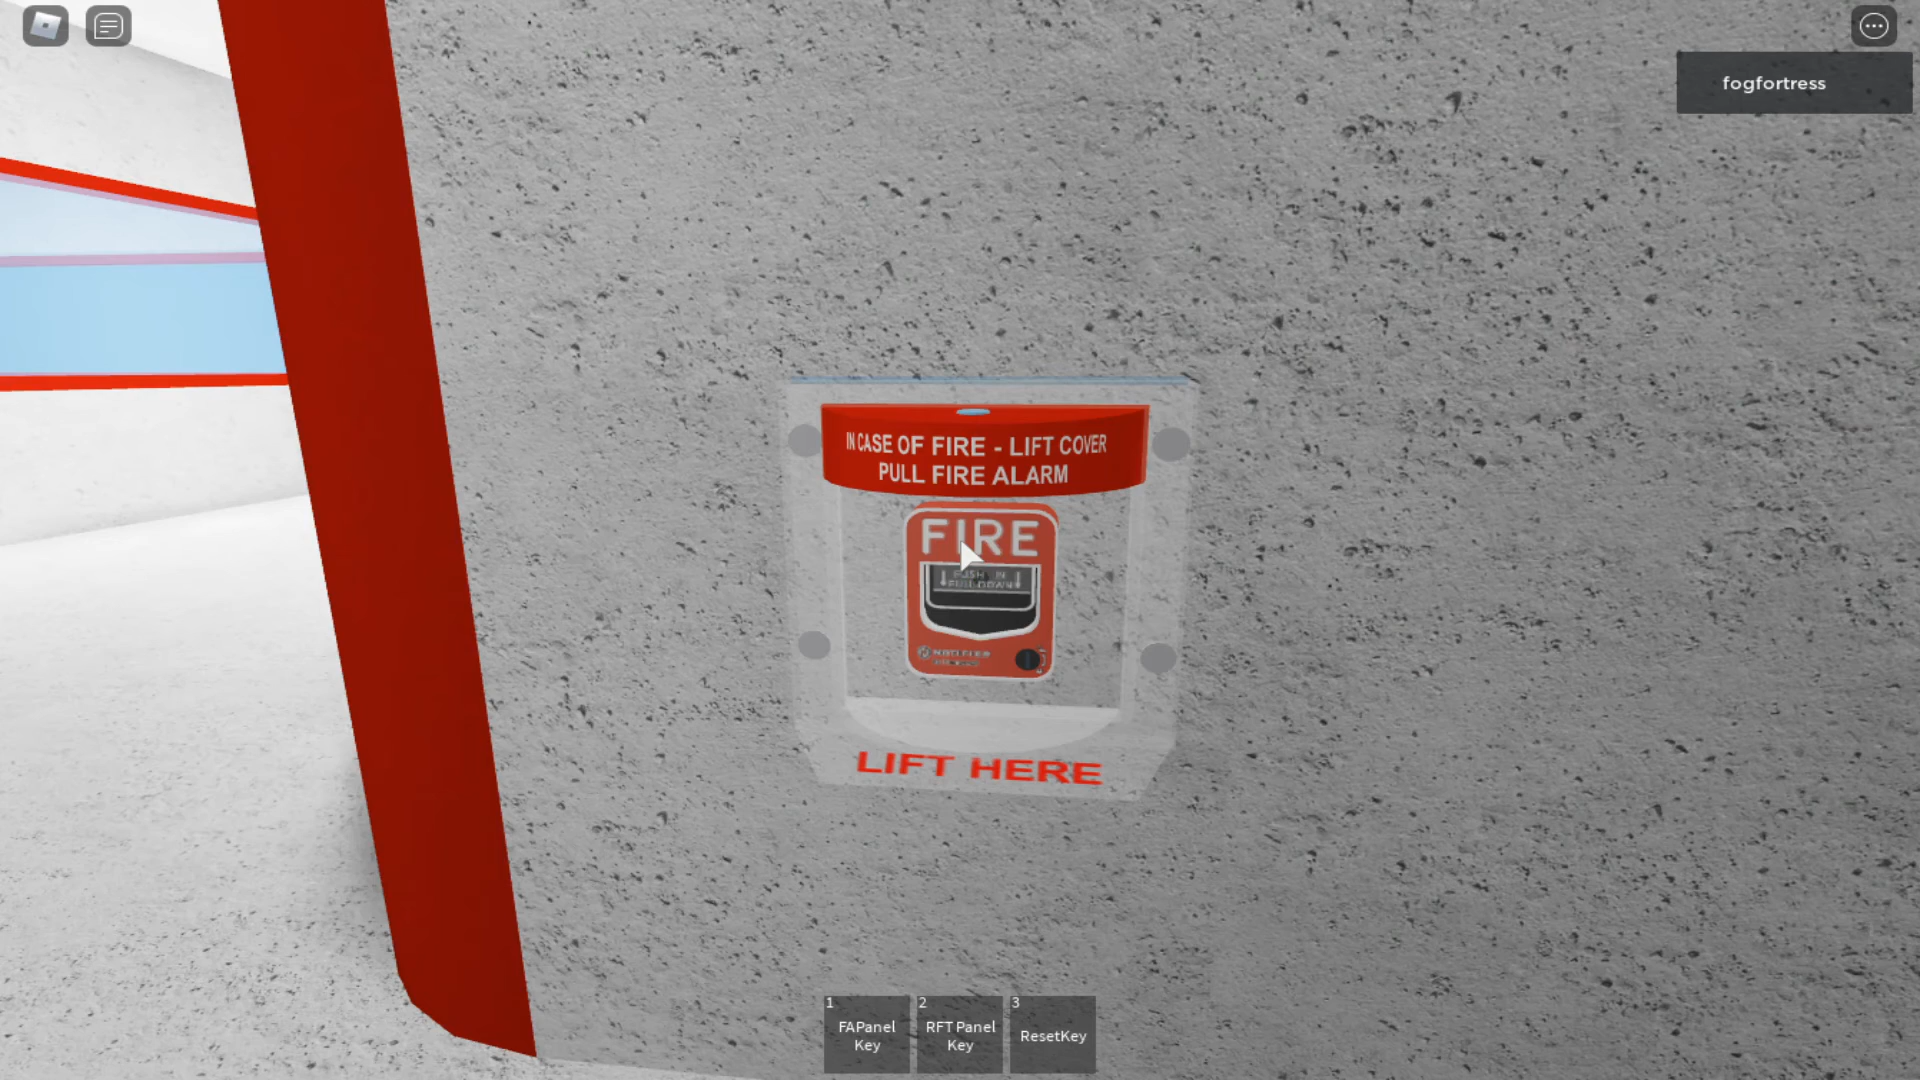 fogfortress
IN CASE OF FIRE - LIFT COVER
PULL FIRE ALARM
FIRE
PUSH IN
PULL DOWN
NOTIFIER
LIFT HERE
1
FAPanel
Key
2
RFT Panel
Key
3
ResetKey